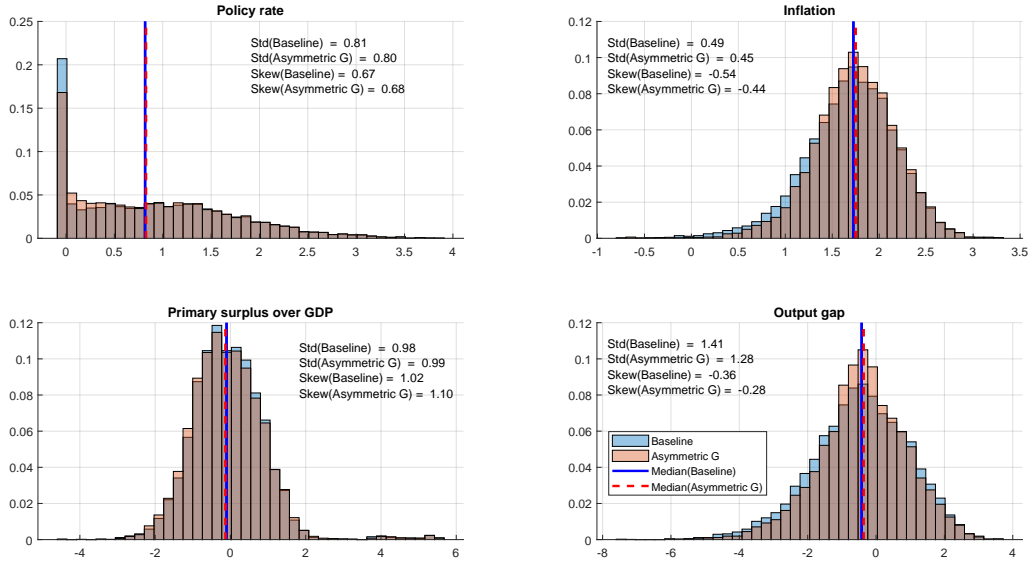 Policy rate
0.25
0.2
0.15
0.1
0.05
0
Std(Baseline) = 0.81
Std(Asymmetric G) = 0.80
Skew(Baseline) = 0.67
Skew(Asymmetric G) = 0.68
0 0.5 1 1.5 2 2.5 3 3.5 4
Inflation
0.12
0.1
0.08
0.06
0.04
0.02
0
Std(Baseline) = 0.49
Std(Asymmetric G) = 0.45
Skew(Baseline) = -0.54
Skew(Asymmetric G) = -0.44
-1 -0.5 0 0.5 1 1.5 2 2.5 3 3.5
Primary surplus over GDP
0.12
0.1
0.08
0.06
0.04
0.02
0
Std(Baseline) = 0.98
Std(Asymmetric G) = 0.99
Skew(Baseline) = 1.02
Skew(Asymmetric G) = 1.10
-4 -2 0 2 4 6
Output gap
0.12
0.1
0.08
0.06
0.04
0.02
0
Std(Baseline) = 1.41
Std(Asymmetric G) = 1.28
Skew(Baseline) = -0.36
Skew(Asymmetric G) = -0.28
Baseline
Asymmetric G
Median(Baseline)
Median(Asymmetric G)
-8 -6 -4 -2 0 2 4